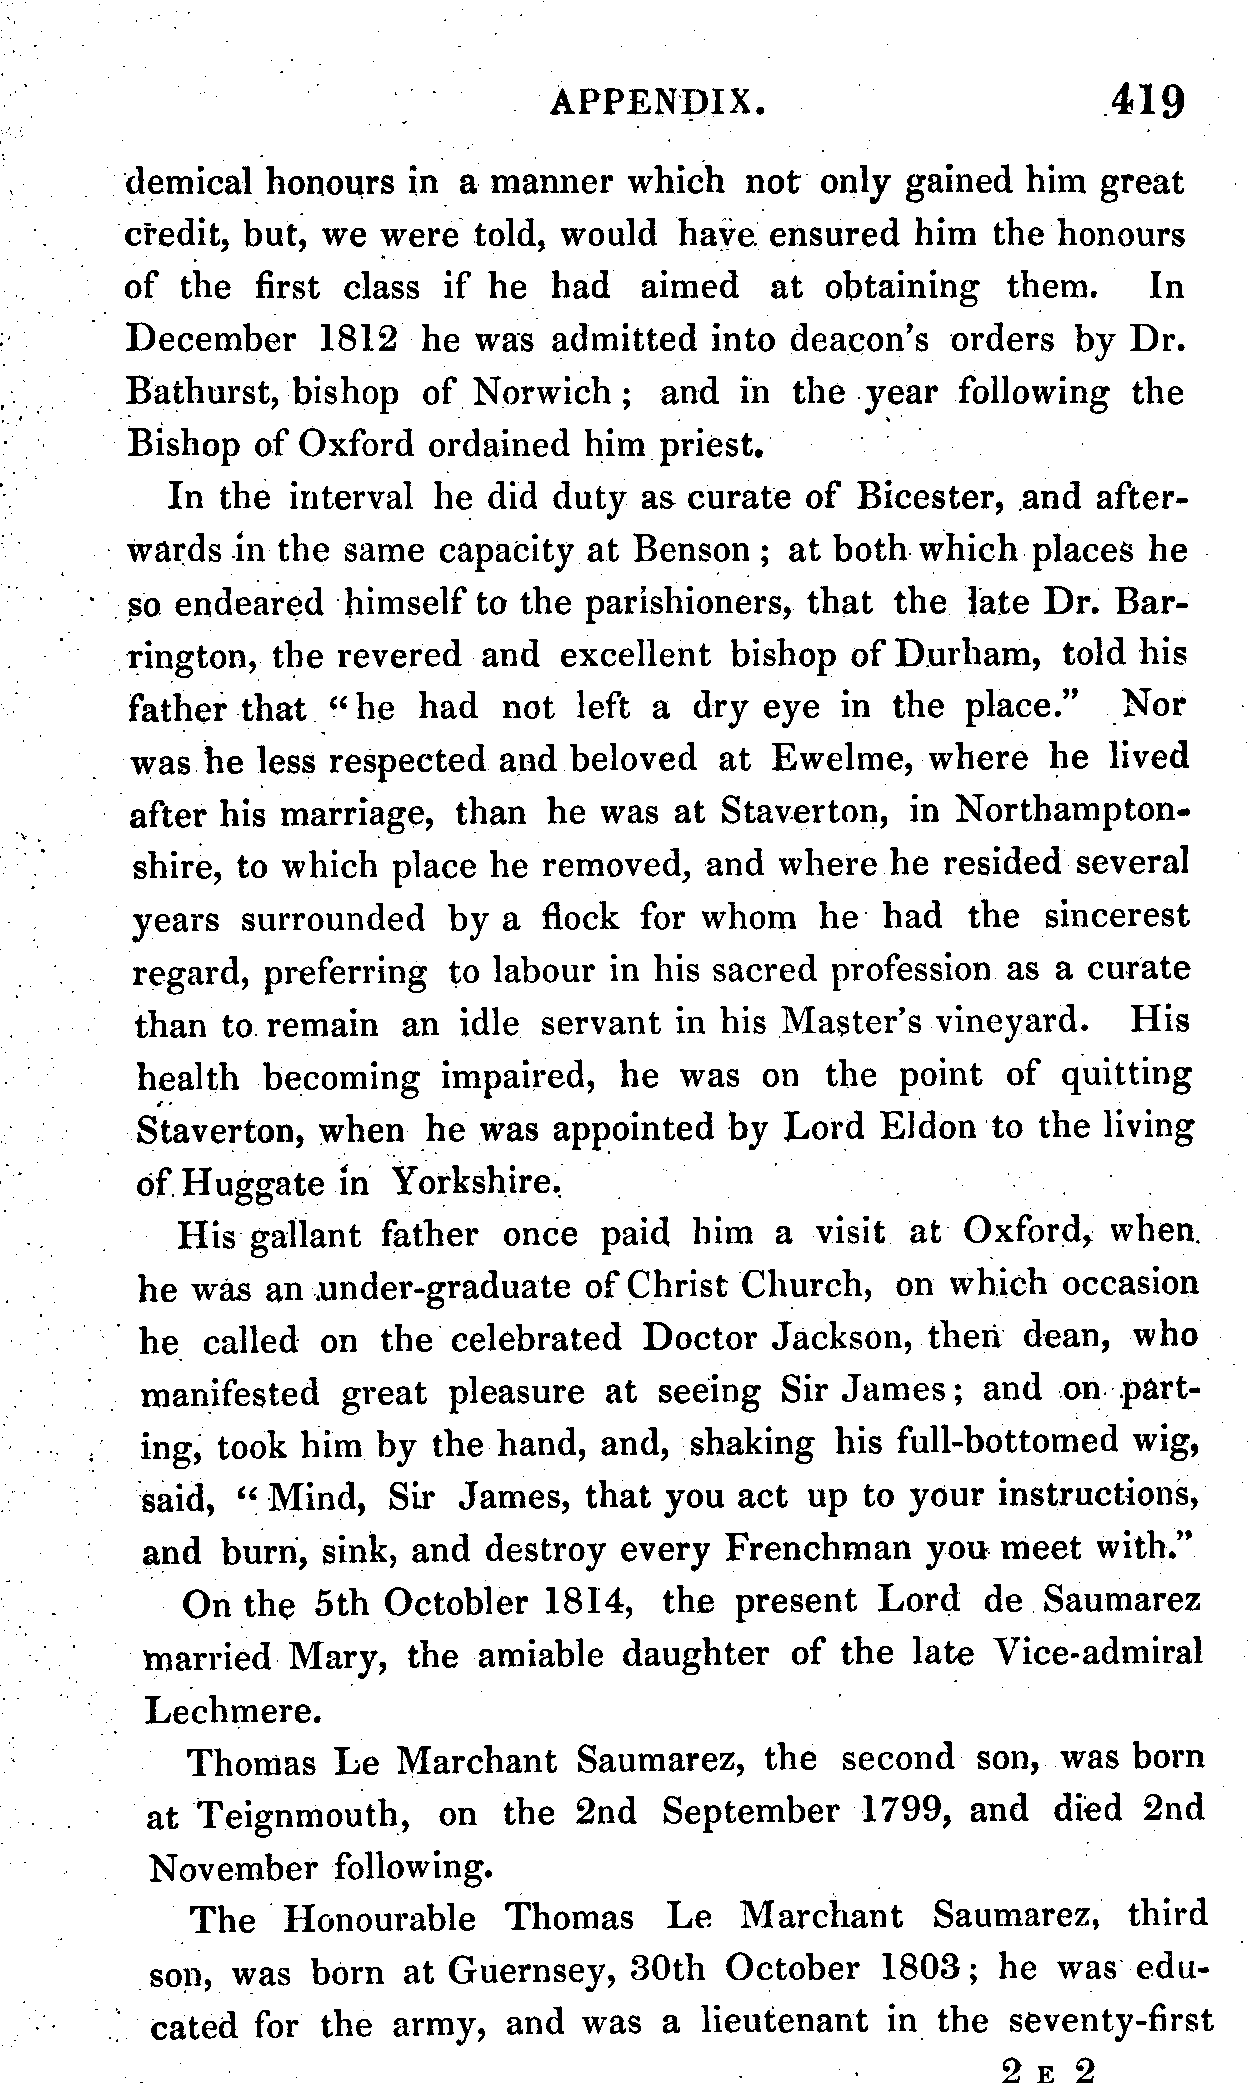 APPENDIX. 419
demical honours in a manner which not only gained him great
credit, but, we were told, would have ensured him the honours
of the first class if he had aimed at obtaining them. In
December 1812 he was admitted into deacon's orders by Dr.
Bathurst, bishop of Norwich; and in the year following the
Bishop of Oxford ordained him priest.
In the interval he did duty as curate of Bicester, and after-
wards in the same capacity at Benson; at both which places he
so endeared himself to the parishioners, that the late Dr. Bar-
rington, the revered and excellent bishop of Durham, told his
father that "he had not left a dry eye in the place." Nor
was he less respected and beloved at Ewelme, where he lived
after his marriage, than he was at Staverton, in Northampton-
shire, to which place he removed, and where he resided several
years surrounded by a flock for whom he had the sincerest
regard, preferring to labour in his sacred profession as a curate
than to remain an idle servant in his Master's vineyard. His
health becoming impaired, he was on the point of quitting
Staverton, when he was appointed by Lord Eldon to the living
of Huggate in Yorkshire.
His gallant father once paid him a visit at Oxford, when
he was an under-graduate of Christ Church, on which occasion
he called on the celebrated Doctor Jackson, then dean, who
manifested great pleasure at seeing Sir James; and on part-
ing, took him by the hand, and, shaking his full-bottomed wig,
said, "Mind, Sir James, that you act up to your instructions,
and burn, sink, and destroy every Frenchman you meet with."
On the 5th Octobler 1814, the present Lord de Saumarez
married Mary, the amiable daughter of the late Vice-admiral
Lechmere.
Thomas Le Marchant Saumarez, the second son, was born
at Teignmouth, on the 2nd September 1799, and died 2nd
November following.
The Honourable Thomas Le Marchant Saumarez, third
son, was born at Guernsey, 30th October 1803; he was edu-
cated for the army, and was a lieutenant in the seventy-first
2 E 2